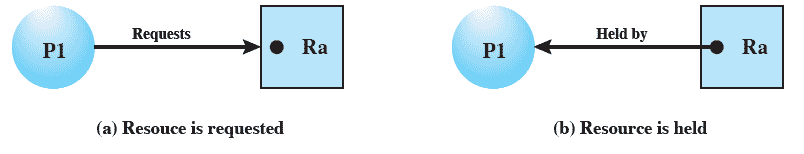 P1 Requests Ra
P1 Held by Ra
(a) Resouce is requested
(b) Resource is held